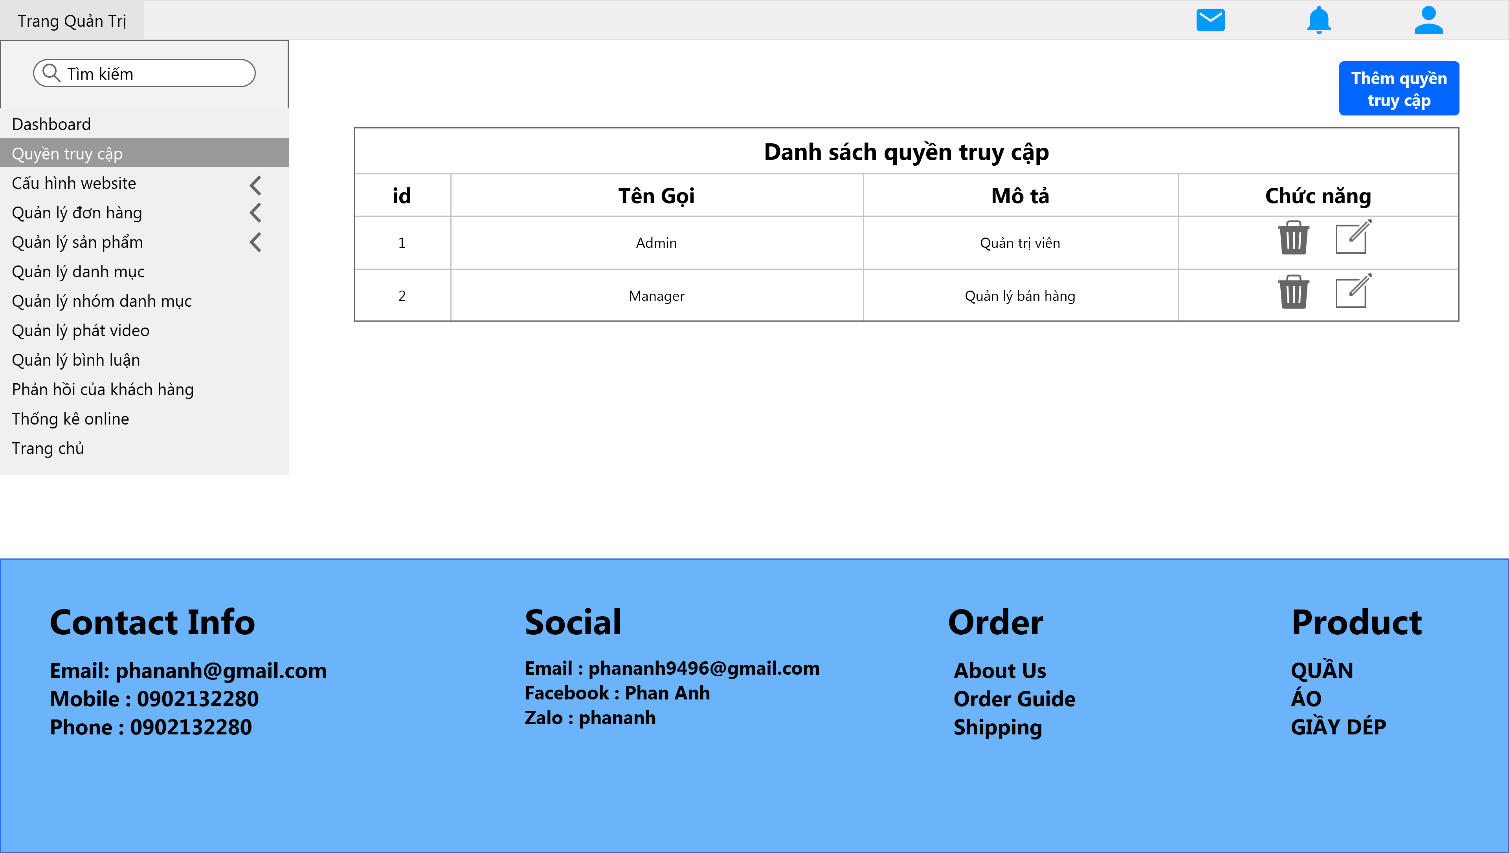 Trang Quản Trị
Tìm kiếm
Thêm quyền
truy cập
Dashboard
Quyền truy cập
Cấu hình website
Quản lý đơn hàng
Quản lý sản phẩm
Quản lý danh mục
Quản lý nhóm danh mục
Quản lý phát video
Quản lý bình luận
Phản hồi của khách hàng
Thống kê online
Trang chủ
Danh sách quyền truy cập
id Tên Gọi Mô tả Chức năng
1 Admin Quản trị viên
2 Manager Quản lý bán hàng
Contact Info
Email: phananh@gmail.com
Mobile : 0902132280
Phone : 0902132280
Social
Email : phananh9496@gmail.com
Facebook : Phan Anh
Zalo : phananh
Order
About Us
Order Guide
Shipping
Product
QUẦN
ÁO
GIẦY DÉP